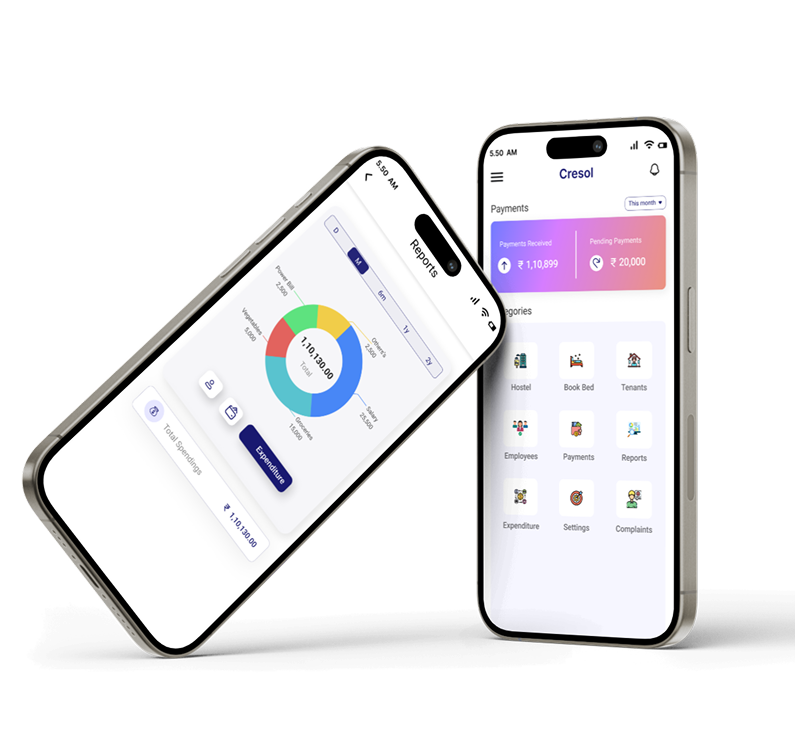 5.50 AM
Reports
D
M
6m
1y
2y
Power Bill
2,500
Other's
2,500
Vegetables
5,000
1,10,130.00
Total
Salary
25,500
Groceries
15,000
Expenditure
Total Spendings
₹ 1,10,130.00
5.50 AM
Cresol
Payments
This month
Payments Received
Pending Payments
₹ 1,10,899
₹ 20,000
egories
Hostel
Book Bed
Tenants
Employees
Payments
Reports
Expenditure
Settings
Complaints